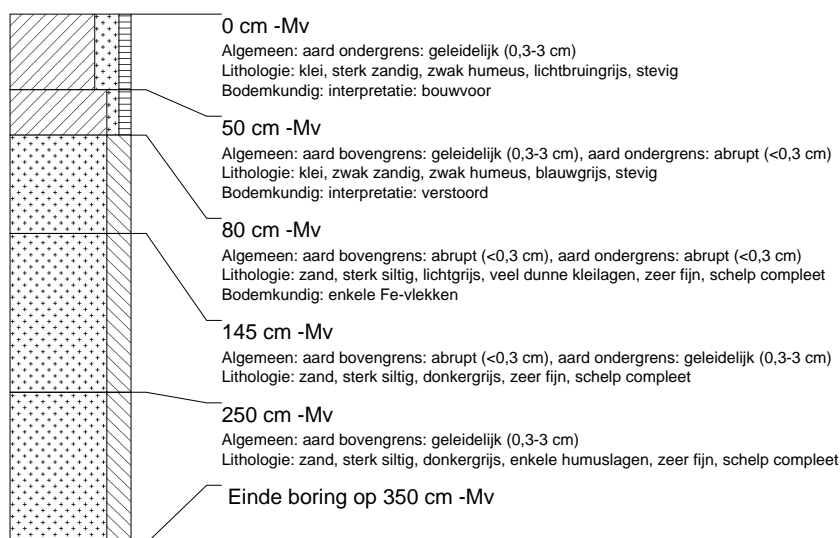 0 cm -Mv
Algemeen: aard ondergrens: geleidelijk (0,3-3 cm)
Lithologie: klei, sterk zandig, zwak humeus, lichtbruingrijs, stevig
Bodemkundig: interpretatie: bouwvoor
50 cm -Mv
Algemeen: aard bovengrens: geleidelijk (0,3-3 cm), aard ondergrens: abrupt (<0,3 cm)
Lithologie: klei, zwak zandig, zwak humeus, blauwgrijs, stevig
Bodemkundig: interpretatie: verstoord
80 cm -Mv
Algemeen: aard bovengrens: abrupt (<0,3 cm), aard ondergrens: abrupt (<0,3 cm)
Lithologie: zand, sterk siltig, lichtgrijs, veel dunne kleilagen, zeer fijn, schelp compleet
Bodemkundig: enkele Fe-vlekken
145 cm -Mv
Algemeen: aard bovengrens: abrupt (<0,3 cm), aard ondergrens: geleidelijk (0,3-3 cm)
Lithologie: zand, sterk siltig, donkergrijs, zeer fijn, schelp compleet
250 cm -Mv
Algemeen: aard bovengrens: geleidelijk (0,3-3 cm)
Lithologie: zand, sterk siltig, donkergrijs, enkele humuslagen, zeer fijn, schelp compleet
Einde boring op 350 cm -Mv